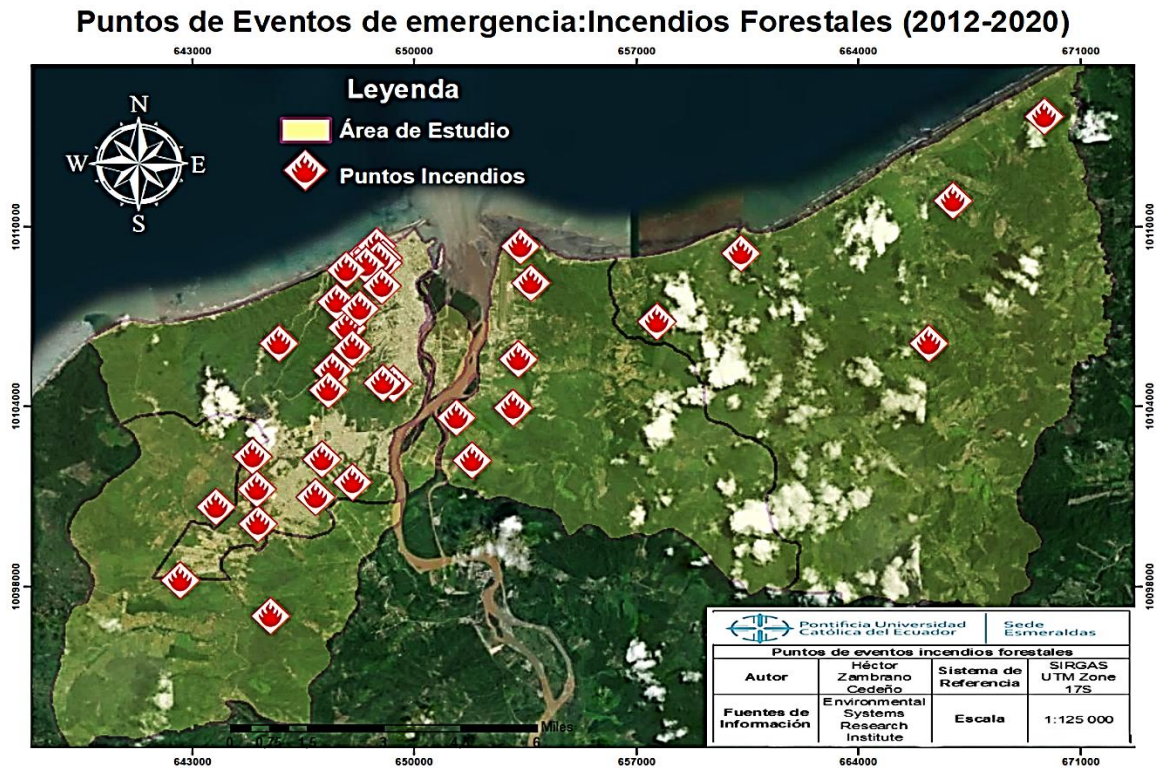 Puntos de Eventos de emergencia:Incendios Forestales (2012-2020)
643000 650000 657000 664000 671000
Leyenda
Área de Estudio
Puntos Incendios
N
W E
S
10110000 10110000
10104000 10104000
10098000 10098000
Pontificia Universidad
Católica del Ecuador
Sede
Esmeraldas
Puntos de eventos incendios forestales
Autor
Héctor
Zambrano
Cedeño
Sistema de
Referencia
SIRGAS
UTM Zone
17S
Fuentes de
Información
Environmental
Systems
Research
Institute
Escala
1:125 000
Miles
0 0,75 1,5 3 6
643000 650000 657000 664000 671000